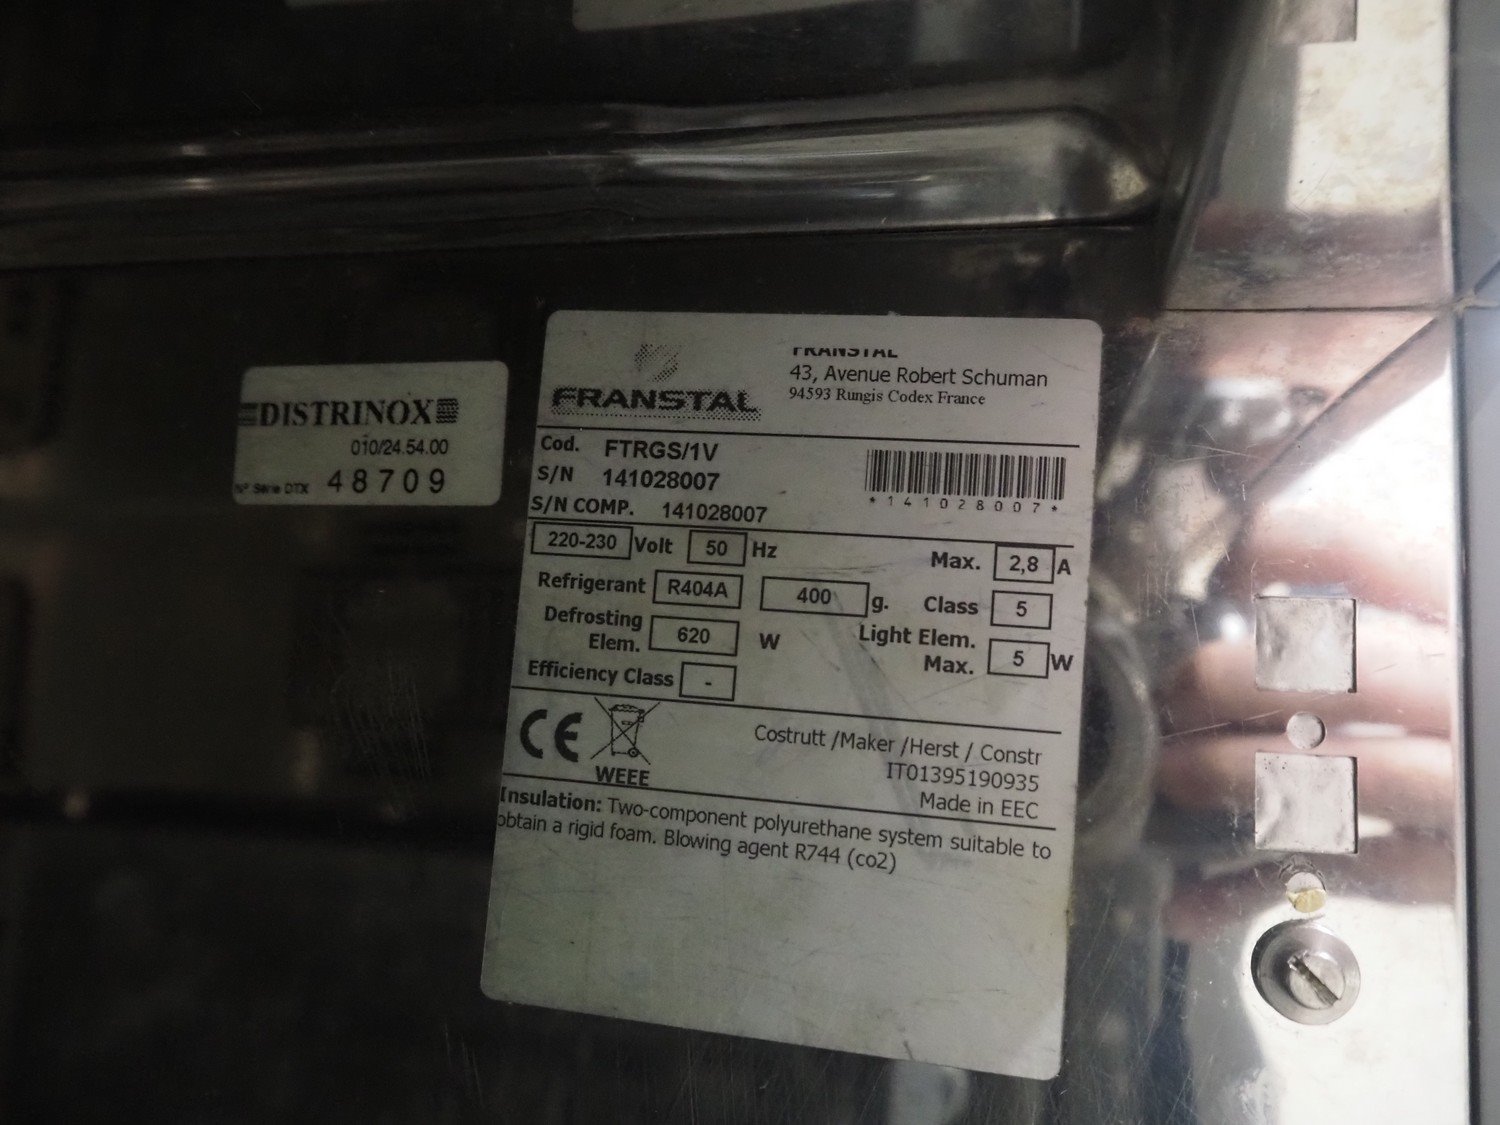 DISTRINOX
010/24.54.00
N° Série DTX 48709
FRANSTAL
FRANSTAL
43, Avenue Robert Schuman
94593 Rungis Codex France
Cod. FTRGS/1V
S/N 141028007
S/N COMP. 141028007
*141028007*
220-230 Volt 50 Hz Max. 2,8 A
Refrigerant R404A 400 g. Class 5
Defrosting Elem. 620 W Light Elem. Max. 5 W
Efficiency Class -
CE
WEEE
Costrutt /Maker /Herst / Constr
IT01395190935
Made in EEC
Insulation: Two-component polyurethane system suitable to
obtain a rigid foam. Blowing agent R744 (co2)